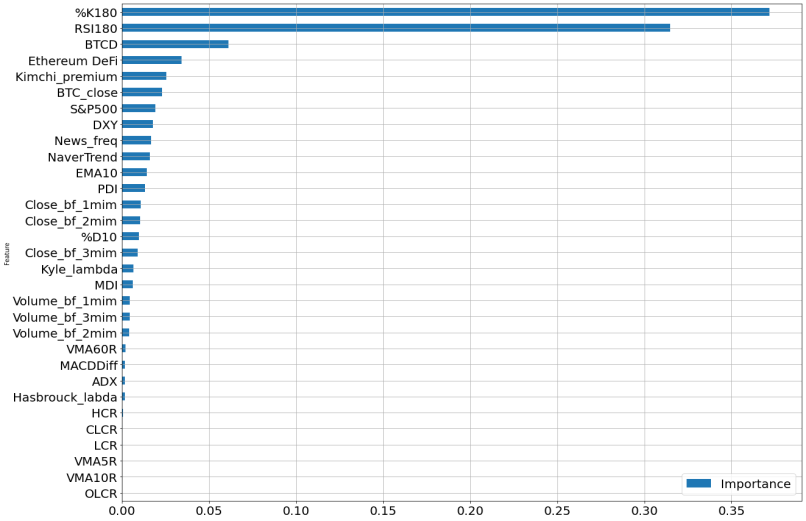 %K180
RSI180
BTCD
Ethereum DeFi
Kimchi_premium
BTC_close
S&P500
DXY
News_freq
NaverTrend
EMA10
PDI
Close_bf_1mim
Close_bf_2mim
%D10
Close_bf_3mim
Kyle_lambda
MDI
Volume_bf_1mim
Volume_bf_3mim
Volume_bf_2mim
VMA60R
MACDDiff
ADX
Hasbrouck_labda
HCR
CLCR
LCR
VMA5R
VMA10R
OLCR
Feature
Importance
0.00 0.05 0.10 0.15 0.20 0.25 0.30 0.35